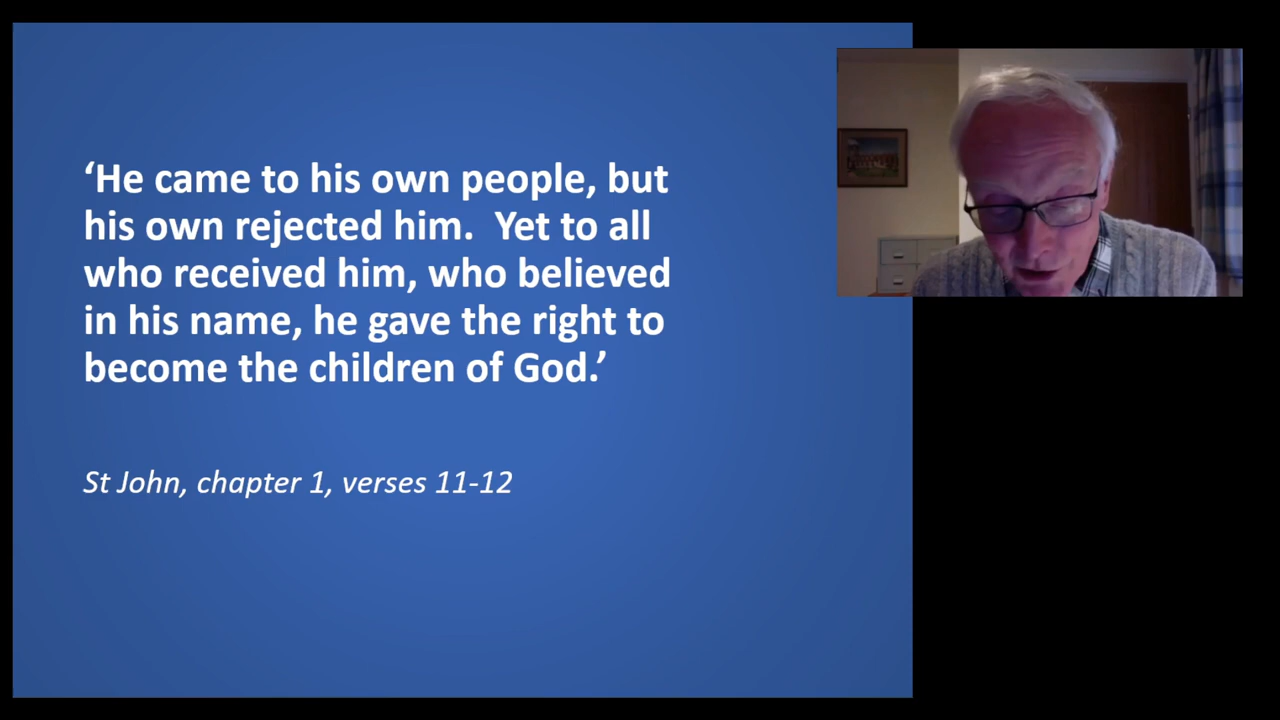 ‘He came to his own people, but
his own rejected him.  Yet to all
who received him, who believed
in his name, he gave the right to
become the children of God.’
St John, chapter 1, verses 11-12